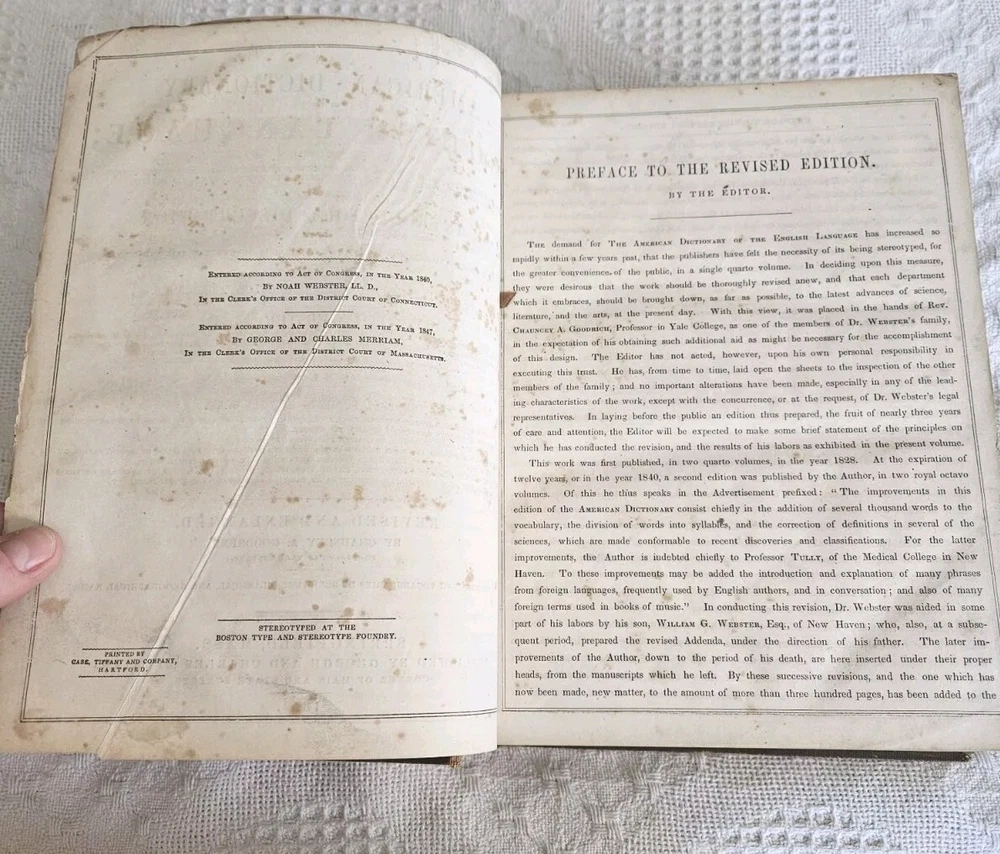 ENTERED ACCORDING TO ACT OF CONGRESS, IN THE YEAR 1840,
BY NOAH WEBSTER, LL. D.,
IN THE CLERK'S OFFICE OF THE DISTRICT COURT OF CONNECTICUT.
ENTERED ACCORDING TO ACT OF CONGRESS, IN THE YEAR 1847,
BY GEORGE AND CHARLES MERRIAM,
IN THE CLERK'S OFFICE OF THE DISTRICT COURT OF MASSACHUSETTS.
STEREOTYPED AT THE
BOSTON TYPE AND STEREOTYPE FOUNDRY.
PRINTED BY
CASE, TIFFANY AND COMPANY,
HARTFORD.
PREFACE TO THE REVISED EDITION.
BY THE EDITOR.
THE demand for THE AMERICAN DICTIONARY OF THE ENGLISH LANGUAGE has increased so
rapidly within a few years past, that the publishers have felt the necessity of its being stereotyped, for
the greater convenience of the public, in a single quarto volume. In deciding upon this measure,
they were desirous that the work should be thoroughly revised anew, and that each department
which it embraces, should be brought down, as far as possible, to the latest advances of science,
literature, and the arts, at the present day. With this view, it was placed in the hands of Rev.
CHAUNCEY A. GOODRICH, Professor in Yale College, as one of the members of Dr. WEBSTER'S family,
in the expectation of his obtaining such additional aid as might be necessary for the accomplishment
of this design. The Editor has not acted, however, upon his own personal responsibility in
executing this trust. He has, from time to time, laid open the sheets to the inspection of the other
members of the family; and no important alterations have been made, especially in any of the lead-
ing characteristics of the work, except with the concurrence, or at the request, of Dr. Webster's legal
representatives. In laying before the public an edition thus prepared, the fruit of nearly three years
of care and attention, the Editor will be expected to make some brief statement of the principles on
which he has conducted the revision, and the results of his labors as exhibited in the present volume.
This work was first published, in two quarto volumes, in the year 1828. At the expiration of
twelve years, or in the year 1840, a second edition was published by the Author, in two royal octavo
volumes. Of this he thus speaks in the Advertisement prefixed: "The improvements in this
edition of the AMERICAN DICTIONARY consist chiefly in the addition of several thousand words to the
vocabulary, the division of words into syllables, and the correction of definitions in several of the
sciences, which are made conformable to recent discoveries and classifications. For the latter
improvements, the Author is indebted chiefly to Professor TULLY, of the Medical College in New
Haven. To these improvements may be added the introduction and explanation of many phrases
from foreign languages, frequently used by English authors, and in conversation; and also of many
foreign terms used in books of music." In conducting this revision, Dr. Webster was aided in some
part of his labors by his son, WILLIAM G. WEBSTER, Esq., of New Haven; who, also, at a subse-
quent period, prepared the revised Addenda, under the direction of his father. The later im-
provements of the Author, down to the period of his death, are here inserted under their proper
heads, from the manuscripts which he left. By these successive revisions, and the one which has
now been made, new matter, to the amount of more than three hundred pages, has been added to the